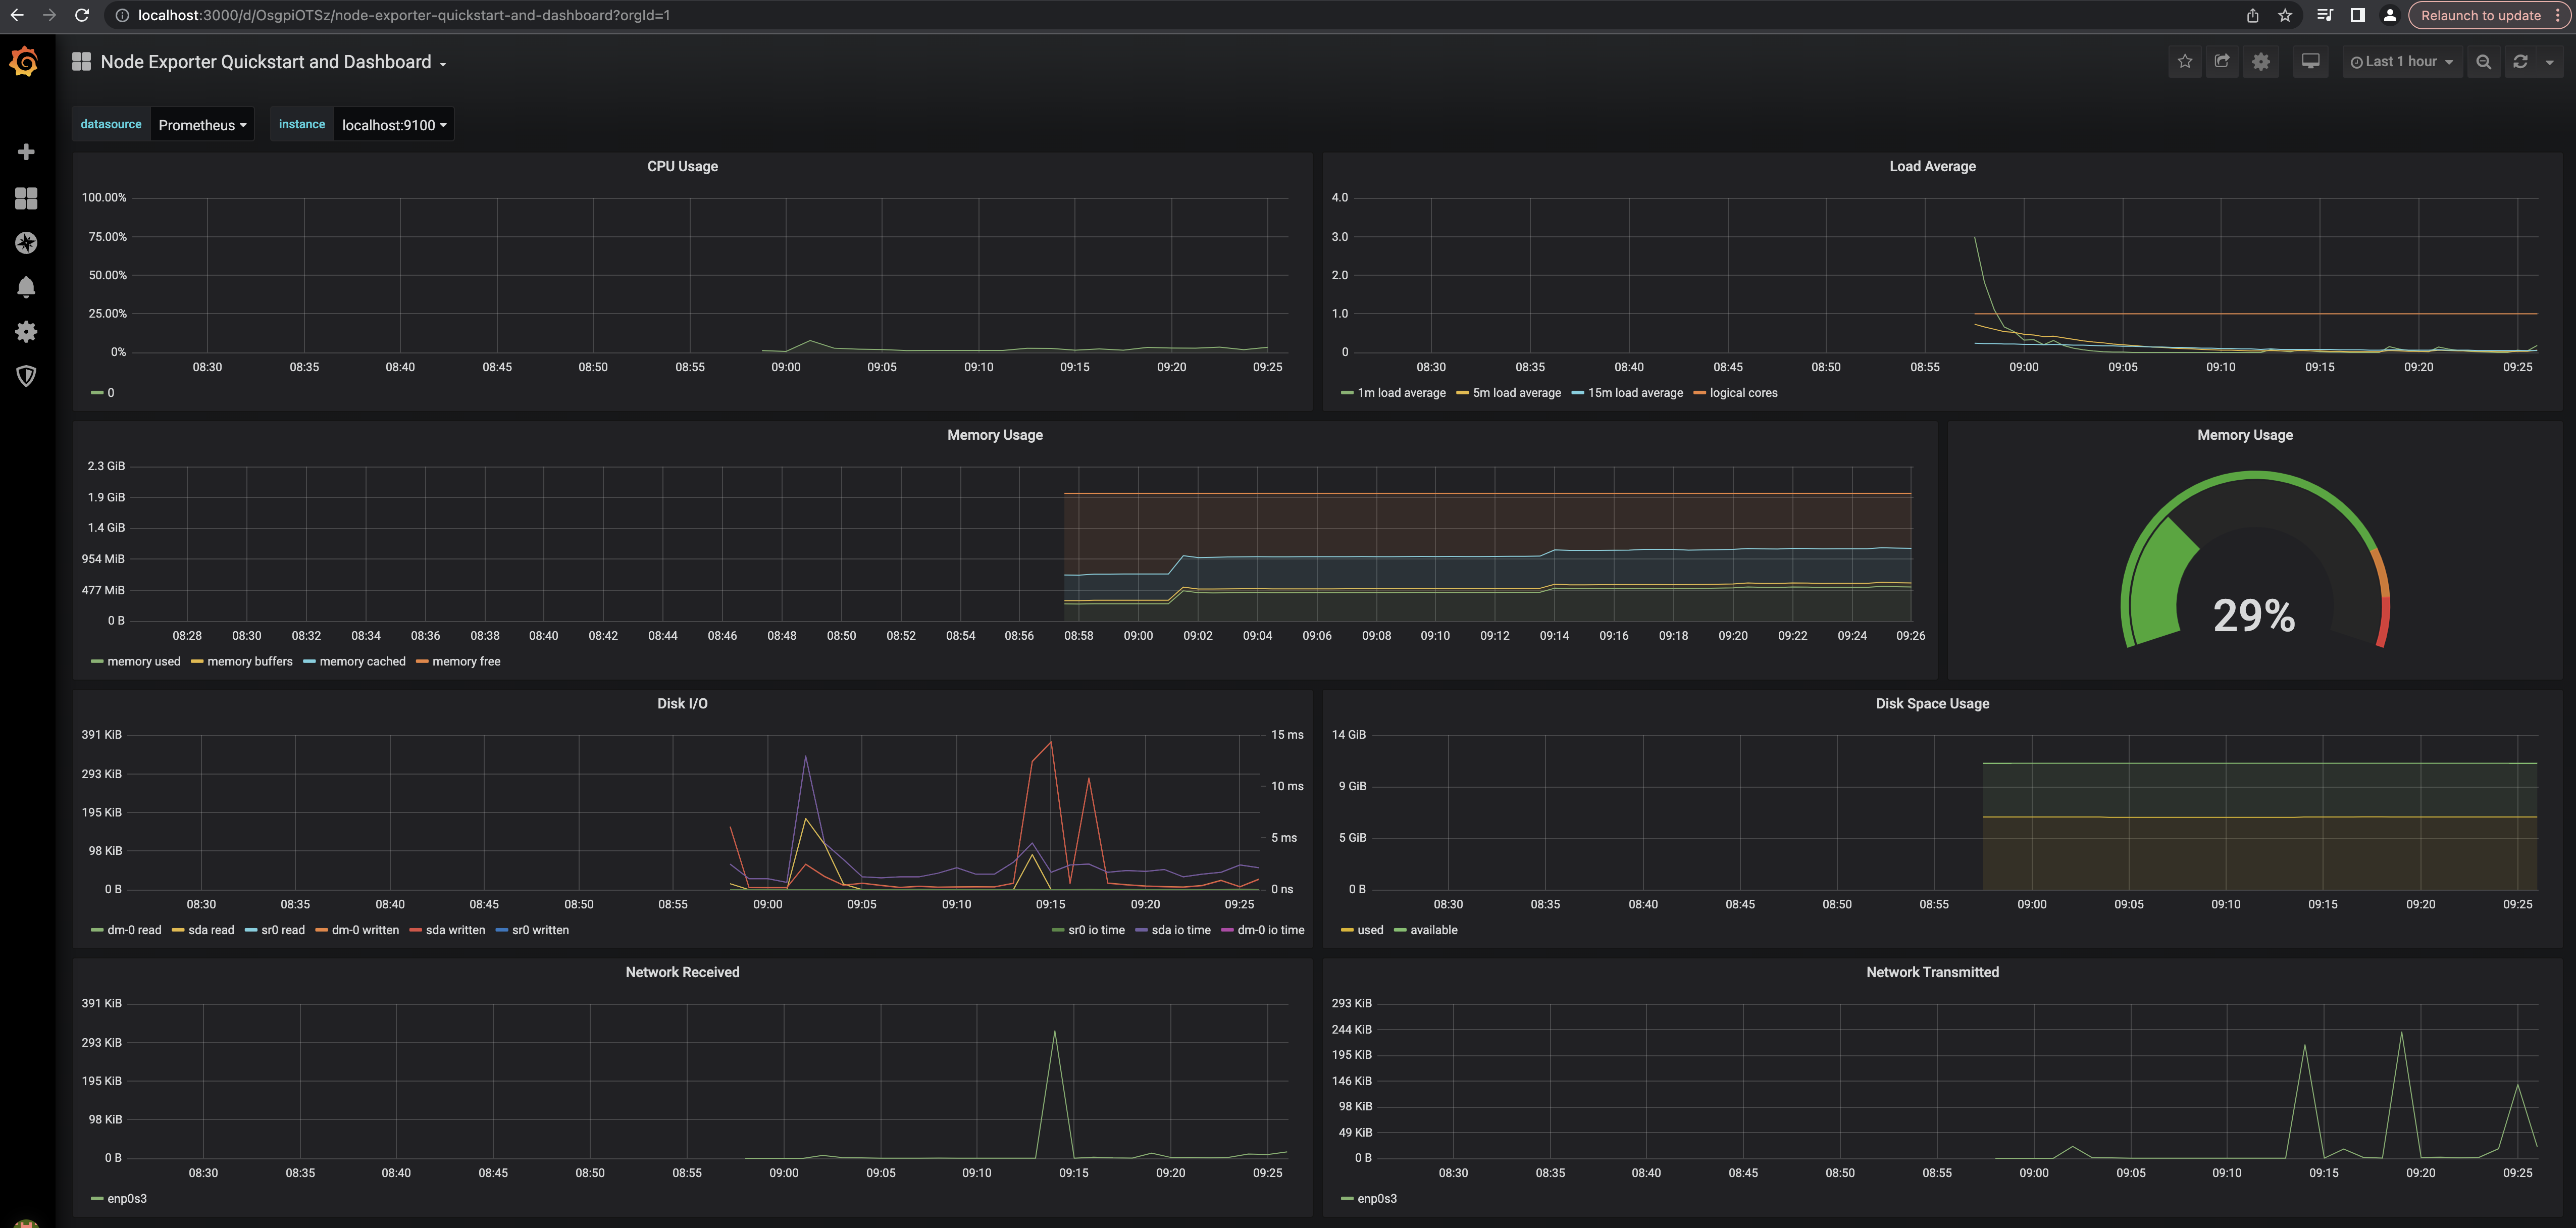 localhost:3000/d/OsgpiOTSz/node-exporter-quickstart-and-dashboard?orgId=1
Relaunch to update
Node Exporter Quickstart and Dashboard
Last 1 hour
datasource Prometheus instance localhost:9100
CPU Usage
100.00%
75.00%
50.00%
25.00%
0%
08:30 08:35 08:40 08:45 08:50 08:55 09:00 09:05 09:10 09:15 09:20 09:25
0
Load Average
4.0
3.0
2.0
1.0
0
08:30 08:35 08:40 08:45 08:50 08:55 09:00 09:05 09:10 09:15 09:20 09:25
1m load average 5m load average 15m load average logical cores
Memory Usage
2.3 GiB
1.9 GiB
1.4 GiB
954 MiB
477 MiB
0 B
08:28 08:30 08:32 08:34 08:36 08:38 08:40 08:42 08:44 08:46 08:48 08:50 08:52 08:54 08:56 08:58 09:00 09:02 09:04 09:06 09:08 09:10 09:12 09:14 09:16 09:18 09:20 09:22 09:24 09:26
memory used memory buffers memory cached memory free
Memory Usage
29%
Disk I/O
391 KiB 15 ms
293 KiB 10 ms
195 KiB
98 KiB 5 ms
0 B 0 ns
08:30 08:35 08:40 08:45 08:50 08:55 09:00 09:05 09:10 09:15 09:20 09:25
dm-0 read sda read sr0 read dm-0 written sda written sr0 written sr0 io time sda io time dm-0 io time
Disk Space Usage
14 GiB
9 GiB
5 GiB
0 B
08:30 08:35 08:40 08:45 08:50 08:55 09:00 09:05 09:10 09:15 09:20 09:25
used available
Network Received
391 KiB
293 KiB
195 KiB
98 KiB
0 B
08:30 08:35 08:40 08:45 08:50 08:55 09:00 09:05 09:10 09:15 09:20 09:25
enp0s3
Network Transmitted
293 KiB
244 KiB
195 KiB
146 KiB
98 KiB
49 KiB
0 B
08:30 08:35 08:40 08:45 08:50 08:55 09:00 09:05 09:10 09:15 09:20 09:25
enp0s3